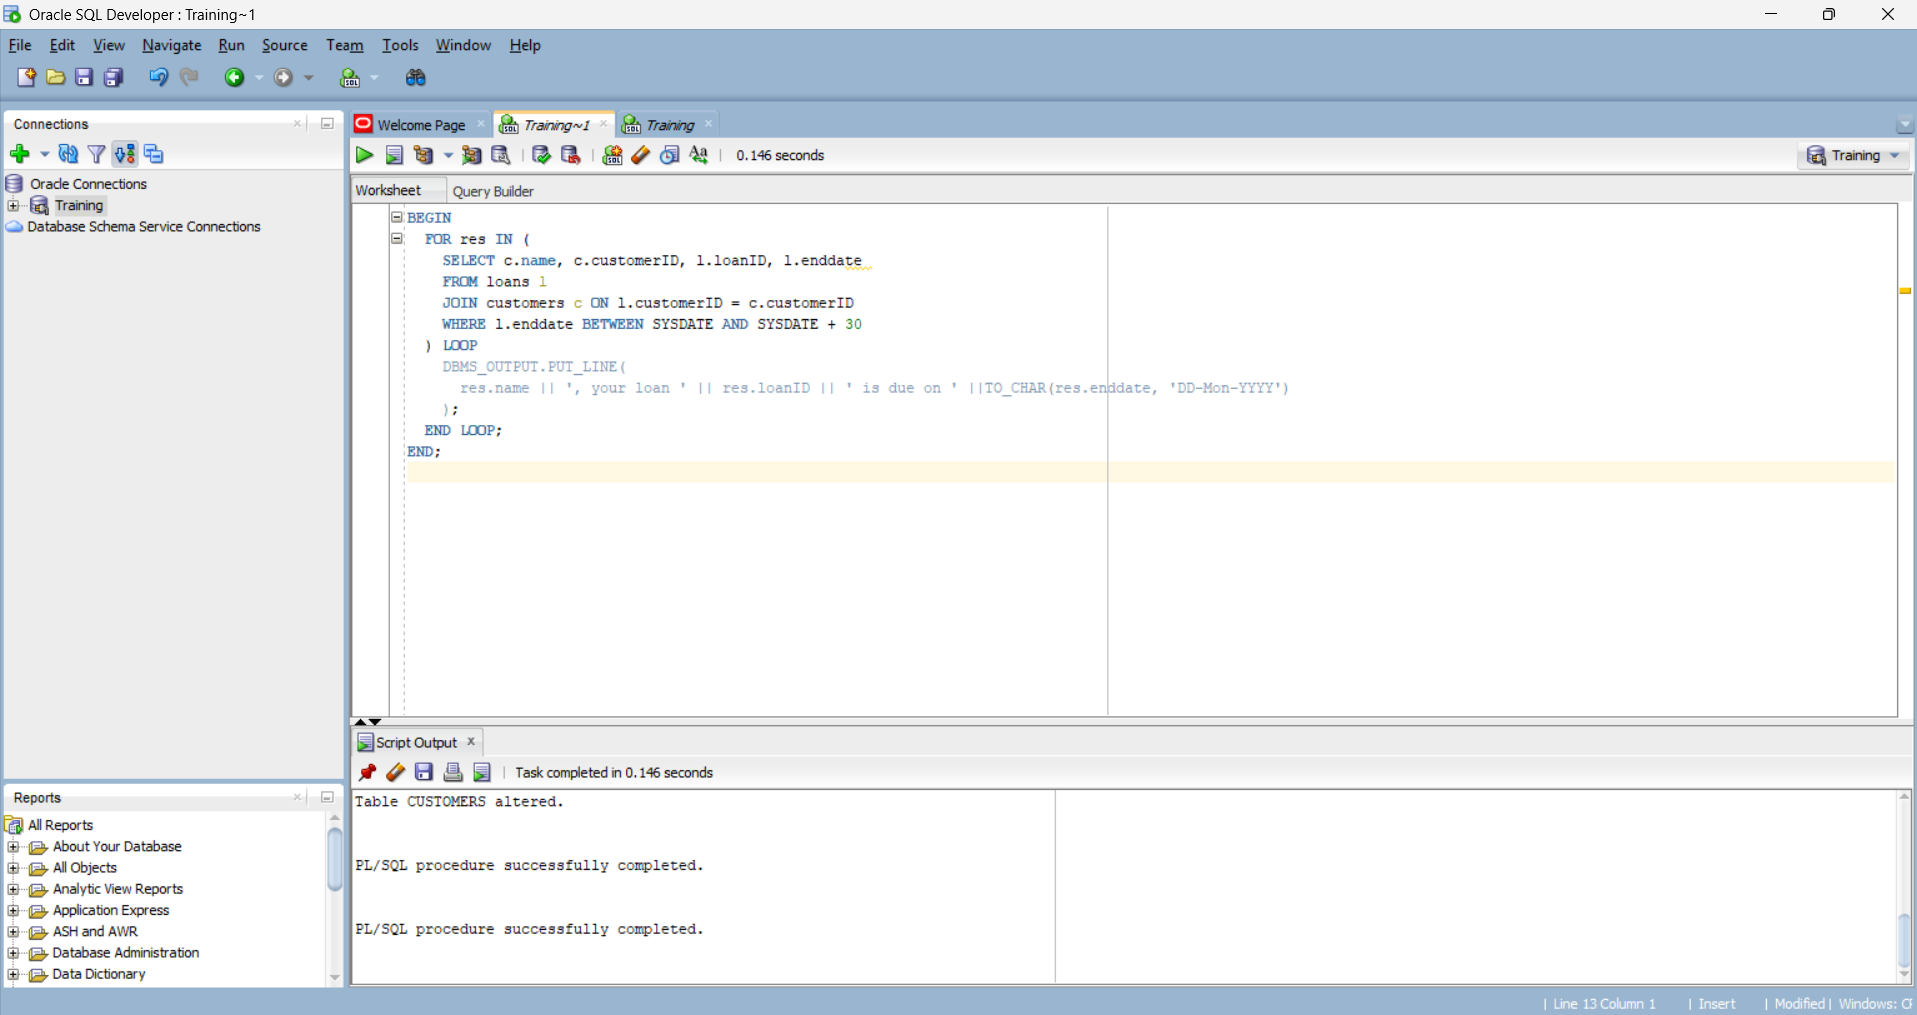 Oracle SQL Developer : Training~1
File Edit View Navigate Run Source Team Tools Window Help
Connections
Oracle Connections
Training
Database Schema Service Connections
Welcome Page
Training~1
Training
0.146 seconds
Training
Worksheet
Query Builder
BEGIN
FOR res IN (
SELECT c.name, c.customerID, l.loanID, l.enddate
FROM loans l
JOIN customers c ON l.customerID = c.customerID
WHERE l.enddate BETWEEN SYSDATE AND SYSDATE + 30
) LOOP
DBMS_OUTPUT.PUT_LINE(
res.name || ', your loan ' || res.loanID || ' is due on ' ||TO_CHAR(res.enddate, 'DD-Mon-YYYY')
);
END LOOP;
END;
Script Output
Task completed in 0.146 seconds
Table CUSTOMERS altered.
PL/SQL procedure successfully completed.
PL/SQL procedure successfully completed.
Reports
All Reports
About Your Database
All Objects
Analytic View Reports
Application Express
ASH and AWR
Database Administration
Data Dictionary
| Line 13 Column 1 | Insert | Modified | Windows: CR